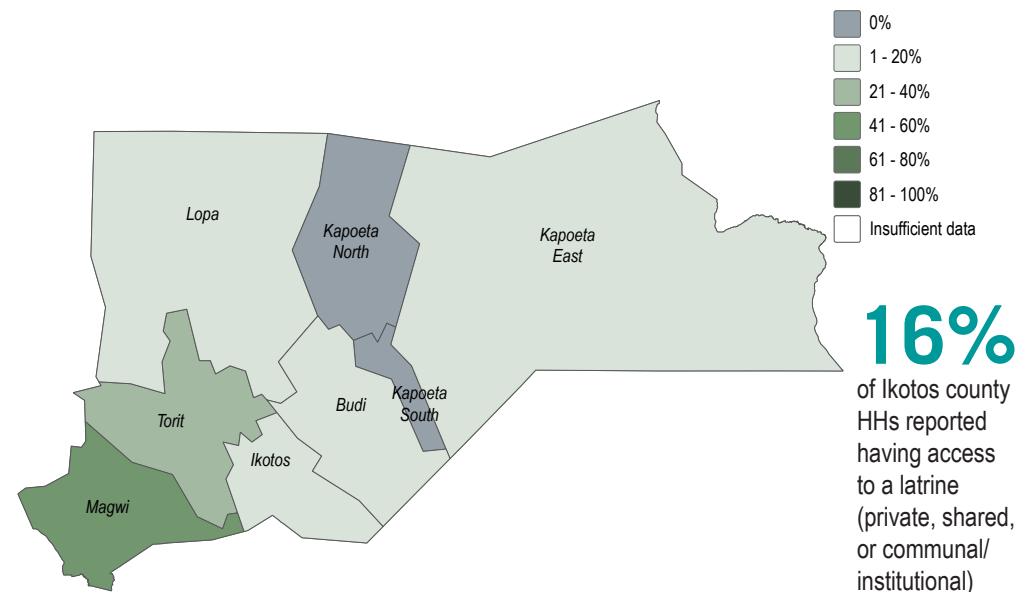 0%
1 - 20%
21 - 40%
41 - 60%
61 - 80%
81 - 100%
Insufficient data
Lopa
Kapoeta
North
Kapoeta
East
Kapoeta
South
Budi
Torit
Ikotos
Magwi
16%
of Ikotos county
HHs reported
having access
to a latrine
(private, shared,
or communal/
institutional)